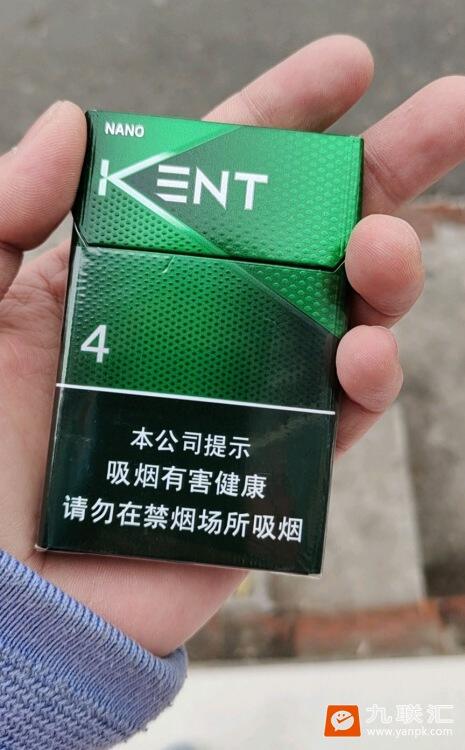 NANO
KENT
4
本公司提示
吸烟有害健康
请勿在禁烟场所吸烟
九联汇
www.yanpk.com